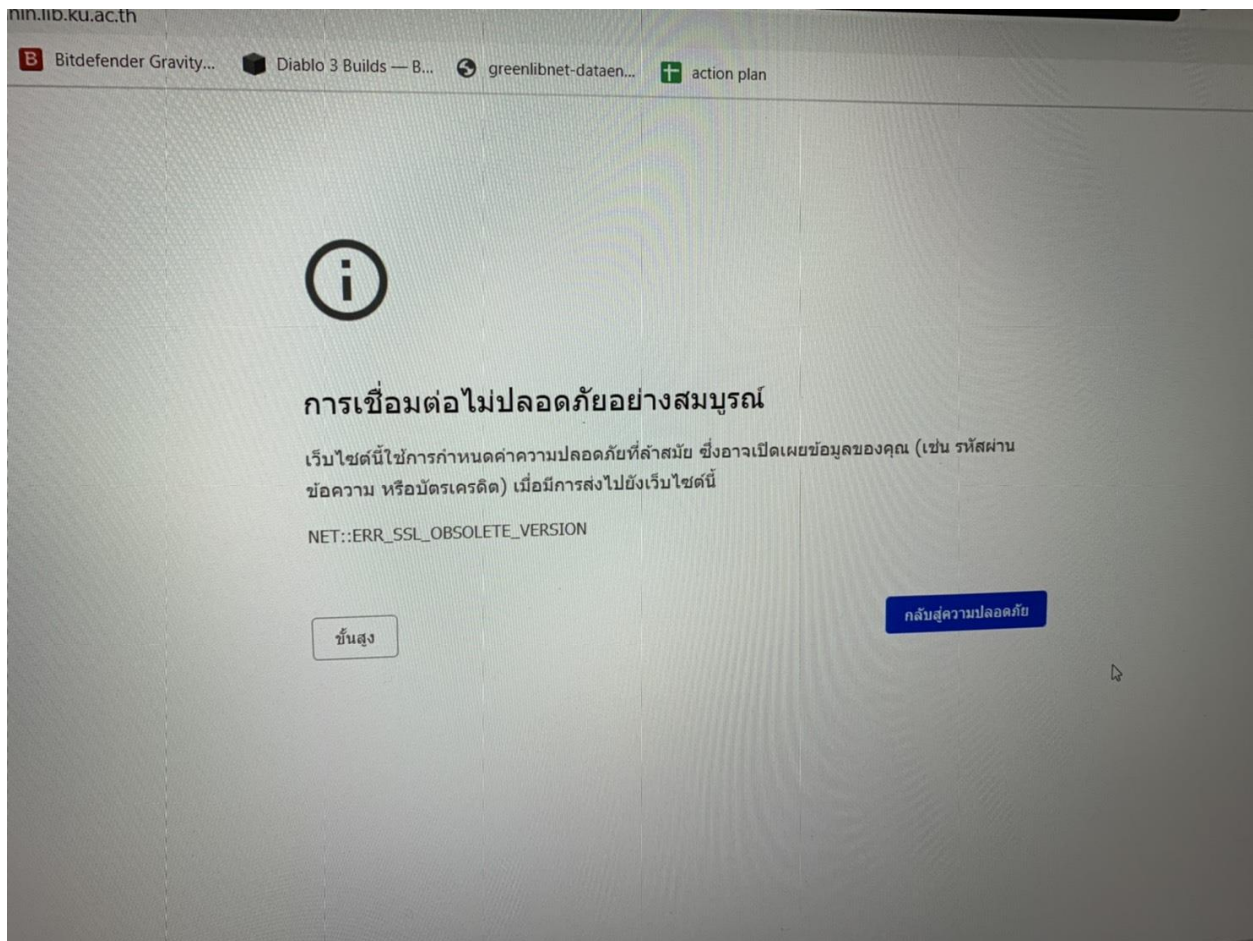 nin.lib.ku.ac.th
B Bitdefender Gravity... Diablo 3 Builds — B... greenlibnet-dataen... action plan
การเชื่อมต่อไม่ปลอดภัยอย่างสมบูรณ์
เว็บไซต์นี้ใช้การกำหนดค่าความปลอดภัยที่ล้าสมัย ซึ่งอาจเปิดเผยข้อมูลของคุณ (เช่น รหัสผ่าน
ข้อความ หรือบัตรเครดิต) เมื่อมีการส่งไปยังเว็บไซต์นี้
NET::ERR_SSL_OBSOLETE_VERSION
ขั้นสูง
กลับสู่ความปลอดภัย